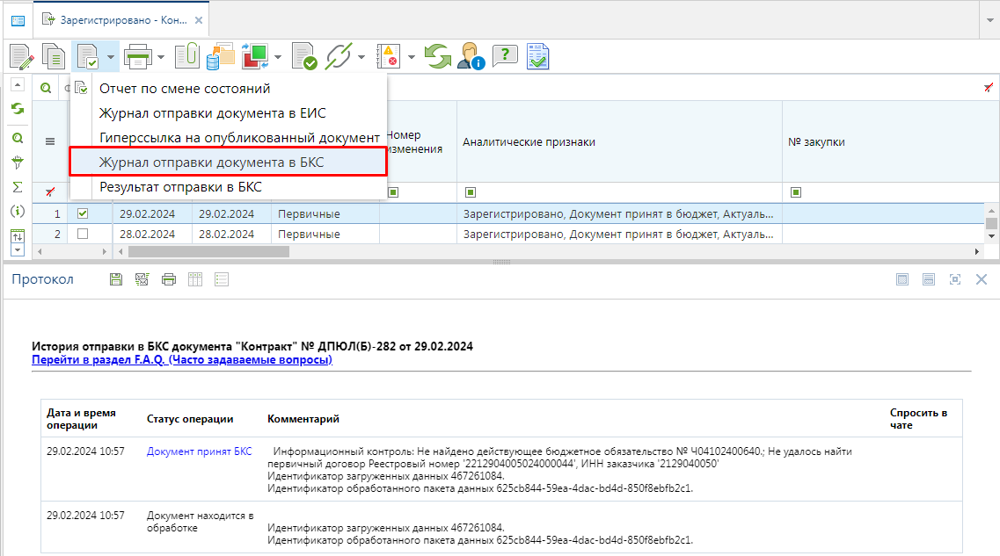 Зарегистрировано - Кон...
Отчет по смене состояний
Журнал отправки документа в ЕИС
Гиперссылка на опубликованный документ
Журнал отправки документа в БКС
Результат отправки в БКС
Номер
изменения
Аналитические признаки
№ закупки
1 29.02.2024 29.02.2024 Первичные Зарегистрировано, Документ принят в бюджет, Актуаль...
2 28.02.2024 28.02.2024 Первичные Зарегистрировано, Документ принят в бюджет, Актуаль...
Протокол
История отправки в БКС документа "Контракт" № ДПЮЛ(Б)-282 от 29.02.2024
Перейти в раздел F.A.Q. (Часто задаваемые вопросы)
Дата и время
операции
Статус операции
Комментарий
Спросить в
чате
29.02.2024 10:57
Документ принят БКС
Информационный контроль: Не найдено действующее бюджетное обязательство № Ч04102400640.; Не удалось найти
первичный договор Реестровый номер '2212904005024000044', ИНН заказчика '2129040050'
Идентификатор загруженных данных 467261084.
Идентификатор обработанного пакета данных 625cb844-59ea-4dac-bd4d-850f8ebfb2c1.
29.02.2024 10:57
Документ находится в
обработке
Идентификатор загруженных данных 467261084.
Идентификатор обработанного пакета данных 625cb844-59ea-4dac-bd4d-850f8ebfb2c1.